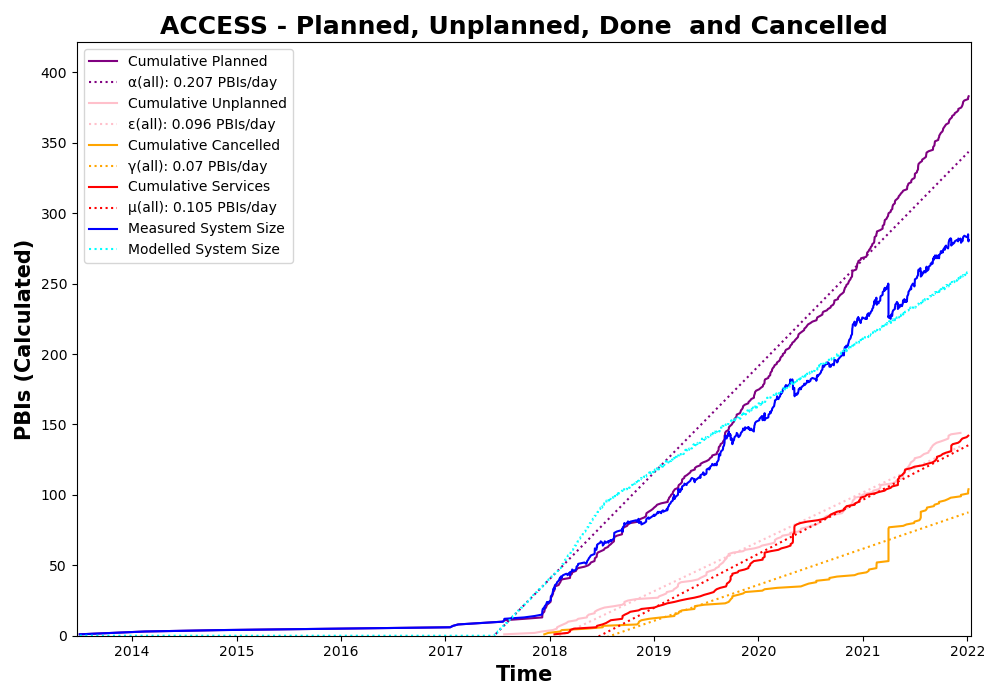 ACCESS - Planned, Unplanned, Done  and Cancelled
PBIs (Calculated)
400
350
300
250
200
150
100
50
0
Cumulative Planned
α(all): 0.207 PBIs/day
Cumulative Unplanned
ε(all): 0.096 PBIs/day
Cumulative Cancelled
γ(all): 0.07 PBIs/day
Cumulative Services
μ(all): 0.105 PBIs/day
Measured System Size
Modelled System Size
2014 2015 2016 2017 2018 2019 2020 2021 2022
Time